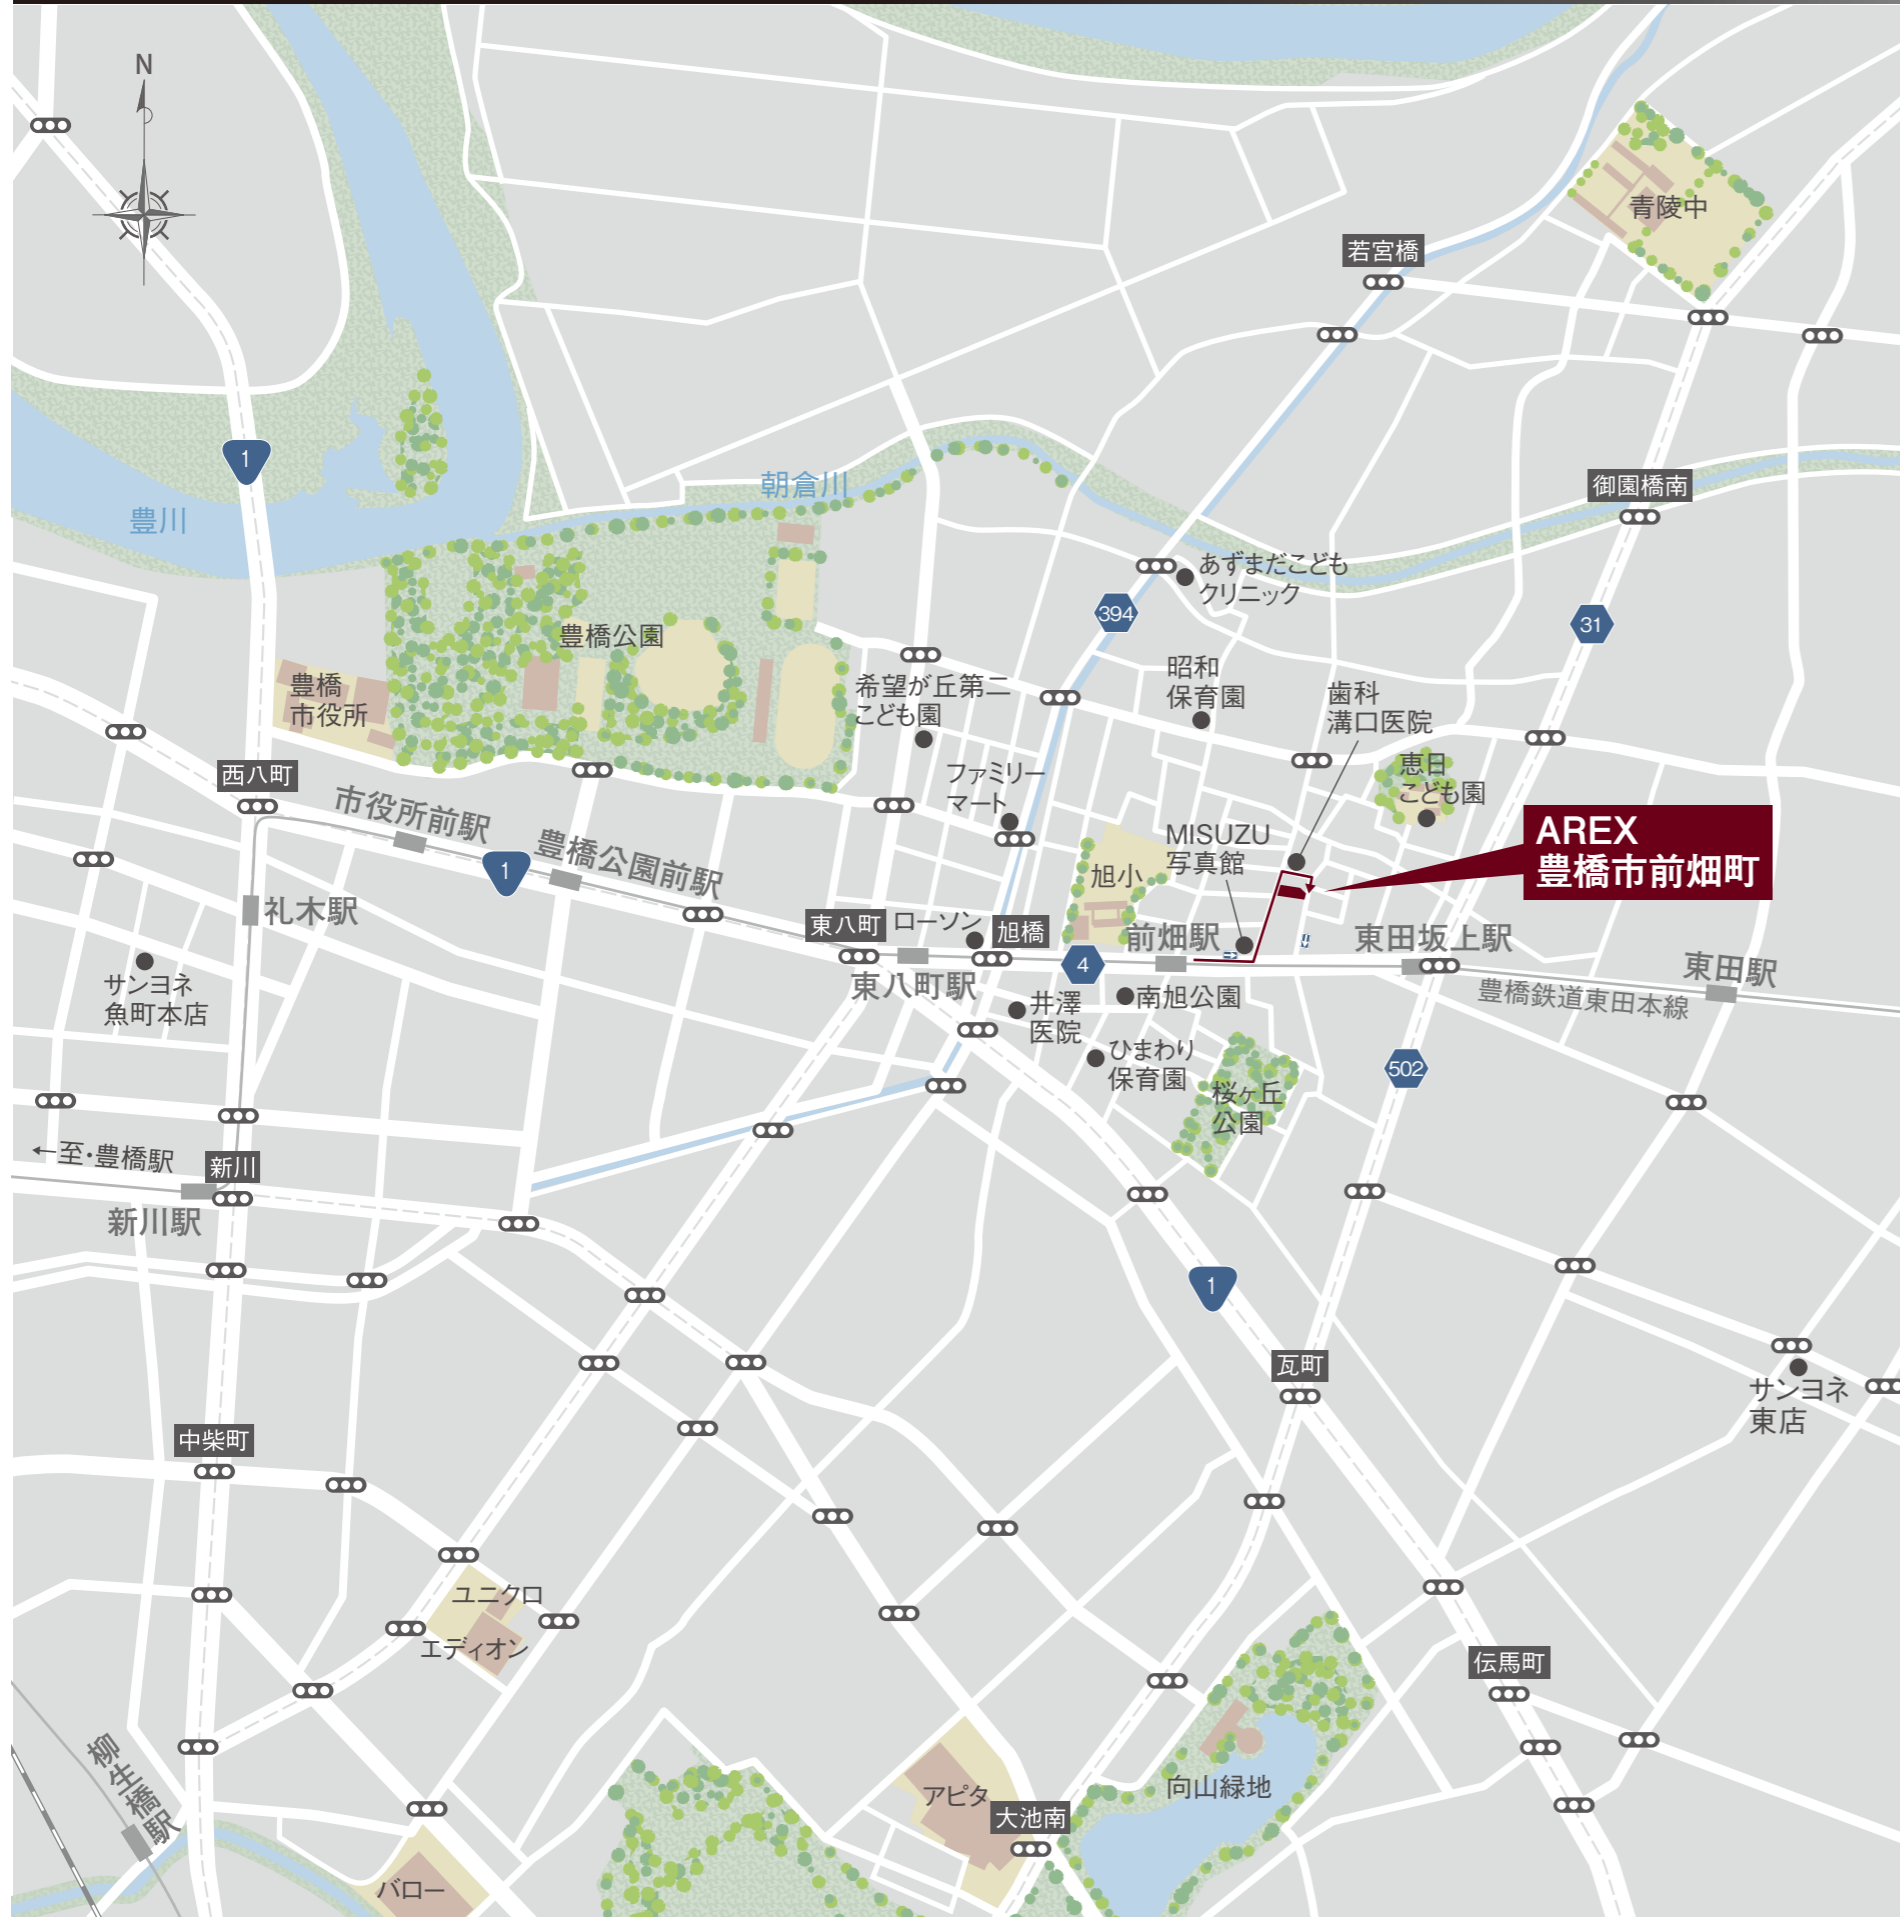 N
青陵中
若宮橋
1
朝倉川
御園橋南
豊川
あずまだこども
クリニック
394
31
豊橋公園
昭和
保育園
豊橋
市役所
希望が丘第二
こども園
歯科
溝口医院
西八町
ファミリー
マート
恵日
こども園
市役所前駅
AREX
豊橋市前畑町
MISUZU
写真館
1
豊橋公園前駅
旭小
礼木駅
東八町
ローソン
旭橋
前畑駅
東田坂上駅
4
東田駅
サンヨネ
魚町本店
東八町駅
豊橋鉄道東田本線
井澤
医院
南旭公園
ひまわり
保育園
502
桜ヶ丘
公園
←至・豊橋駅
新川
新川駅
1
瓦町
サンヨネ
東店
中柴町
ユニクロ
エディオン
伝馬町
柳生橋駅
アピタ
向山緑地
大池南
バロー